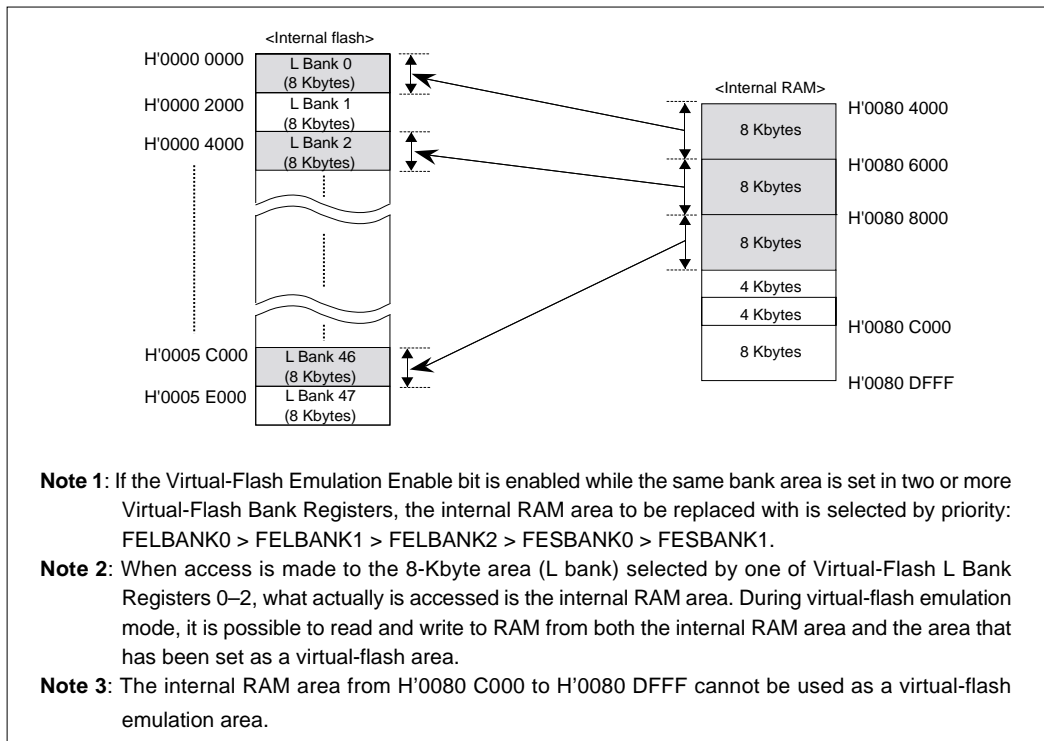 <Internal flash>
H'0000 0000
L Bank 0
(8 Kbytes)
H'0000 2000
L Bank 1
(8 Kbytes)
H'0000 4000
L Bank 2
(8 Kbytes)
H'0005 C000
L Bank 46
(8 Kbytes)
H'0005 E000
L Bank 47
(8 Kbytes)
<Internal RAM>
H'0080 4000
8 Kbytes
H'0080 6000
8 Kbytes
H'0080 8000
8 Kbytes
4 Kbytes
4 Kbytes
H'0080 C000
8 Kbytes
H'0080 DFFF
Note 1: If the Virtual-Flash Emulation Enable bit is enabled while the same bank area is set in two or more
Virtual-Flash Bank Registers, the internal RAM area to be replaced with is selected by priority:
FELBANK0 > FELBANK1 > FELBANK2 > FESBANK0 > FESBANK1.
Note 2: When access is made to the 8-Kbyte area (L bank) selected by one of Virtual-Flash L Bank
Registers 0–2, what actually is accessed is the internal RAM area. During virtual-flash emulation
mode, it is possible to read and write to RAM from both the internal RAM area and the area that
has been set as a virtual-flash area.
Note 3: The internal RAM area from H'0080 C000 to H'0080 DFFF cannot be used as a virtual-flash
emulation area.